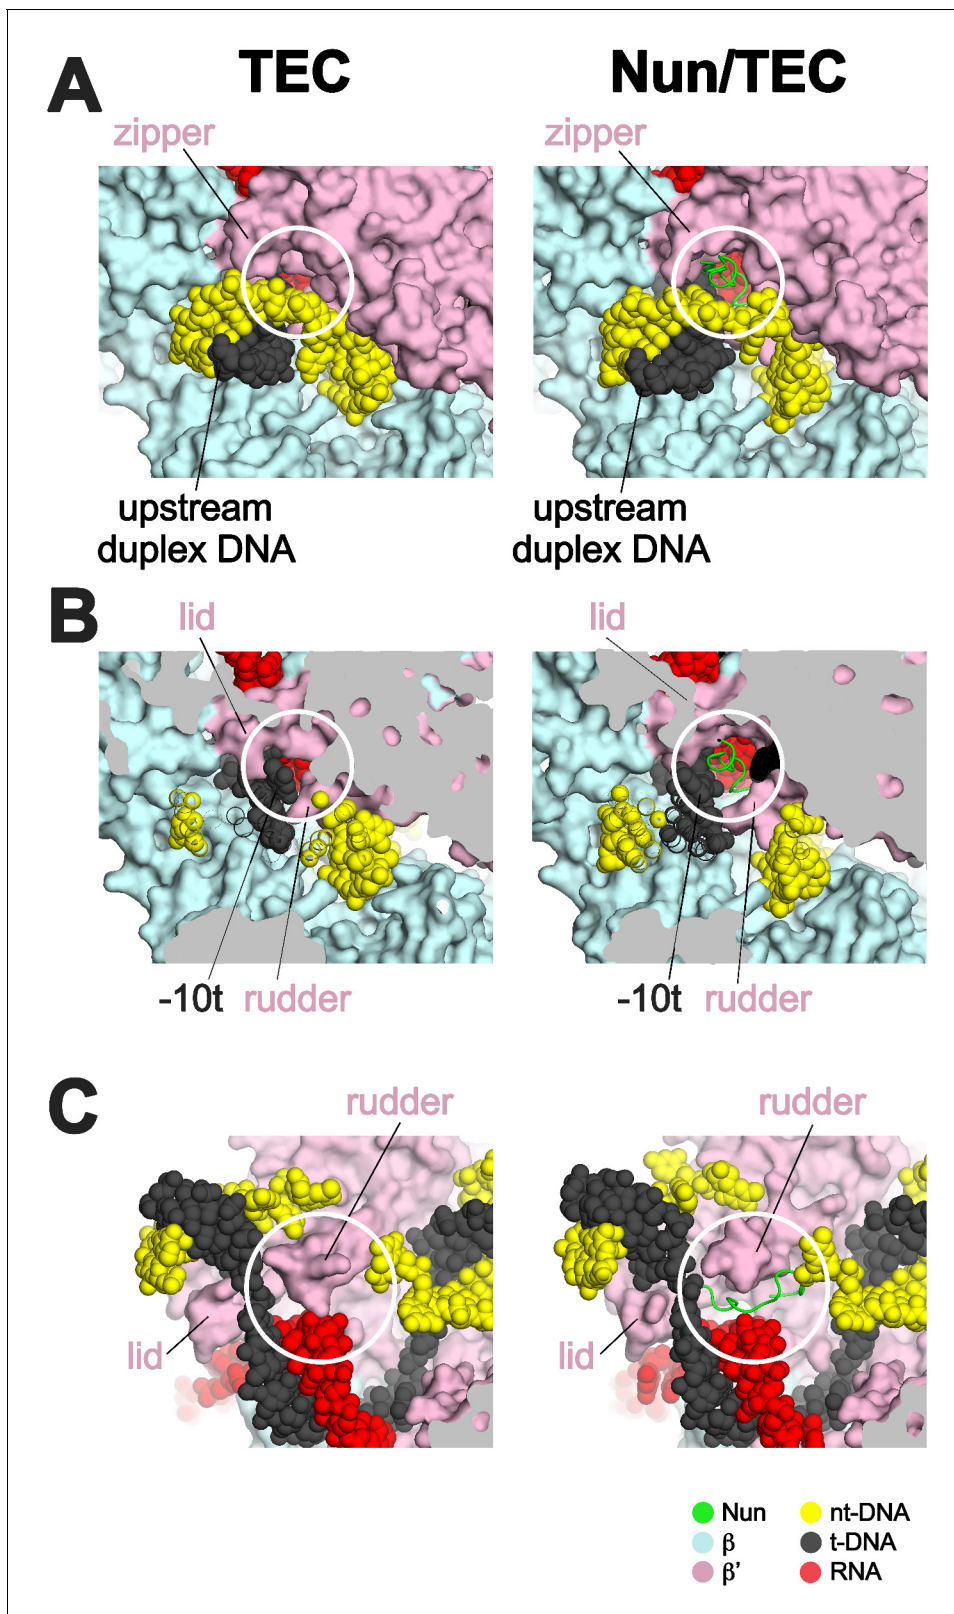 A
TEC
Nun/TEC
zipper
zipper
upstream
duplex DNA
upstream
duplex DNA
B
lid
lid
-10t
rudder
-10t
rudder
C
rudder
rudder
lid
lid
Nun
nt-DNA
β
t-DNA
β’
RNA